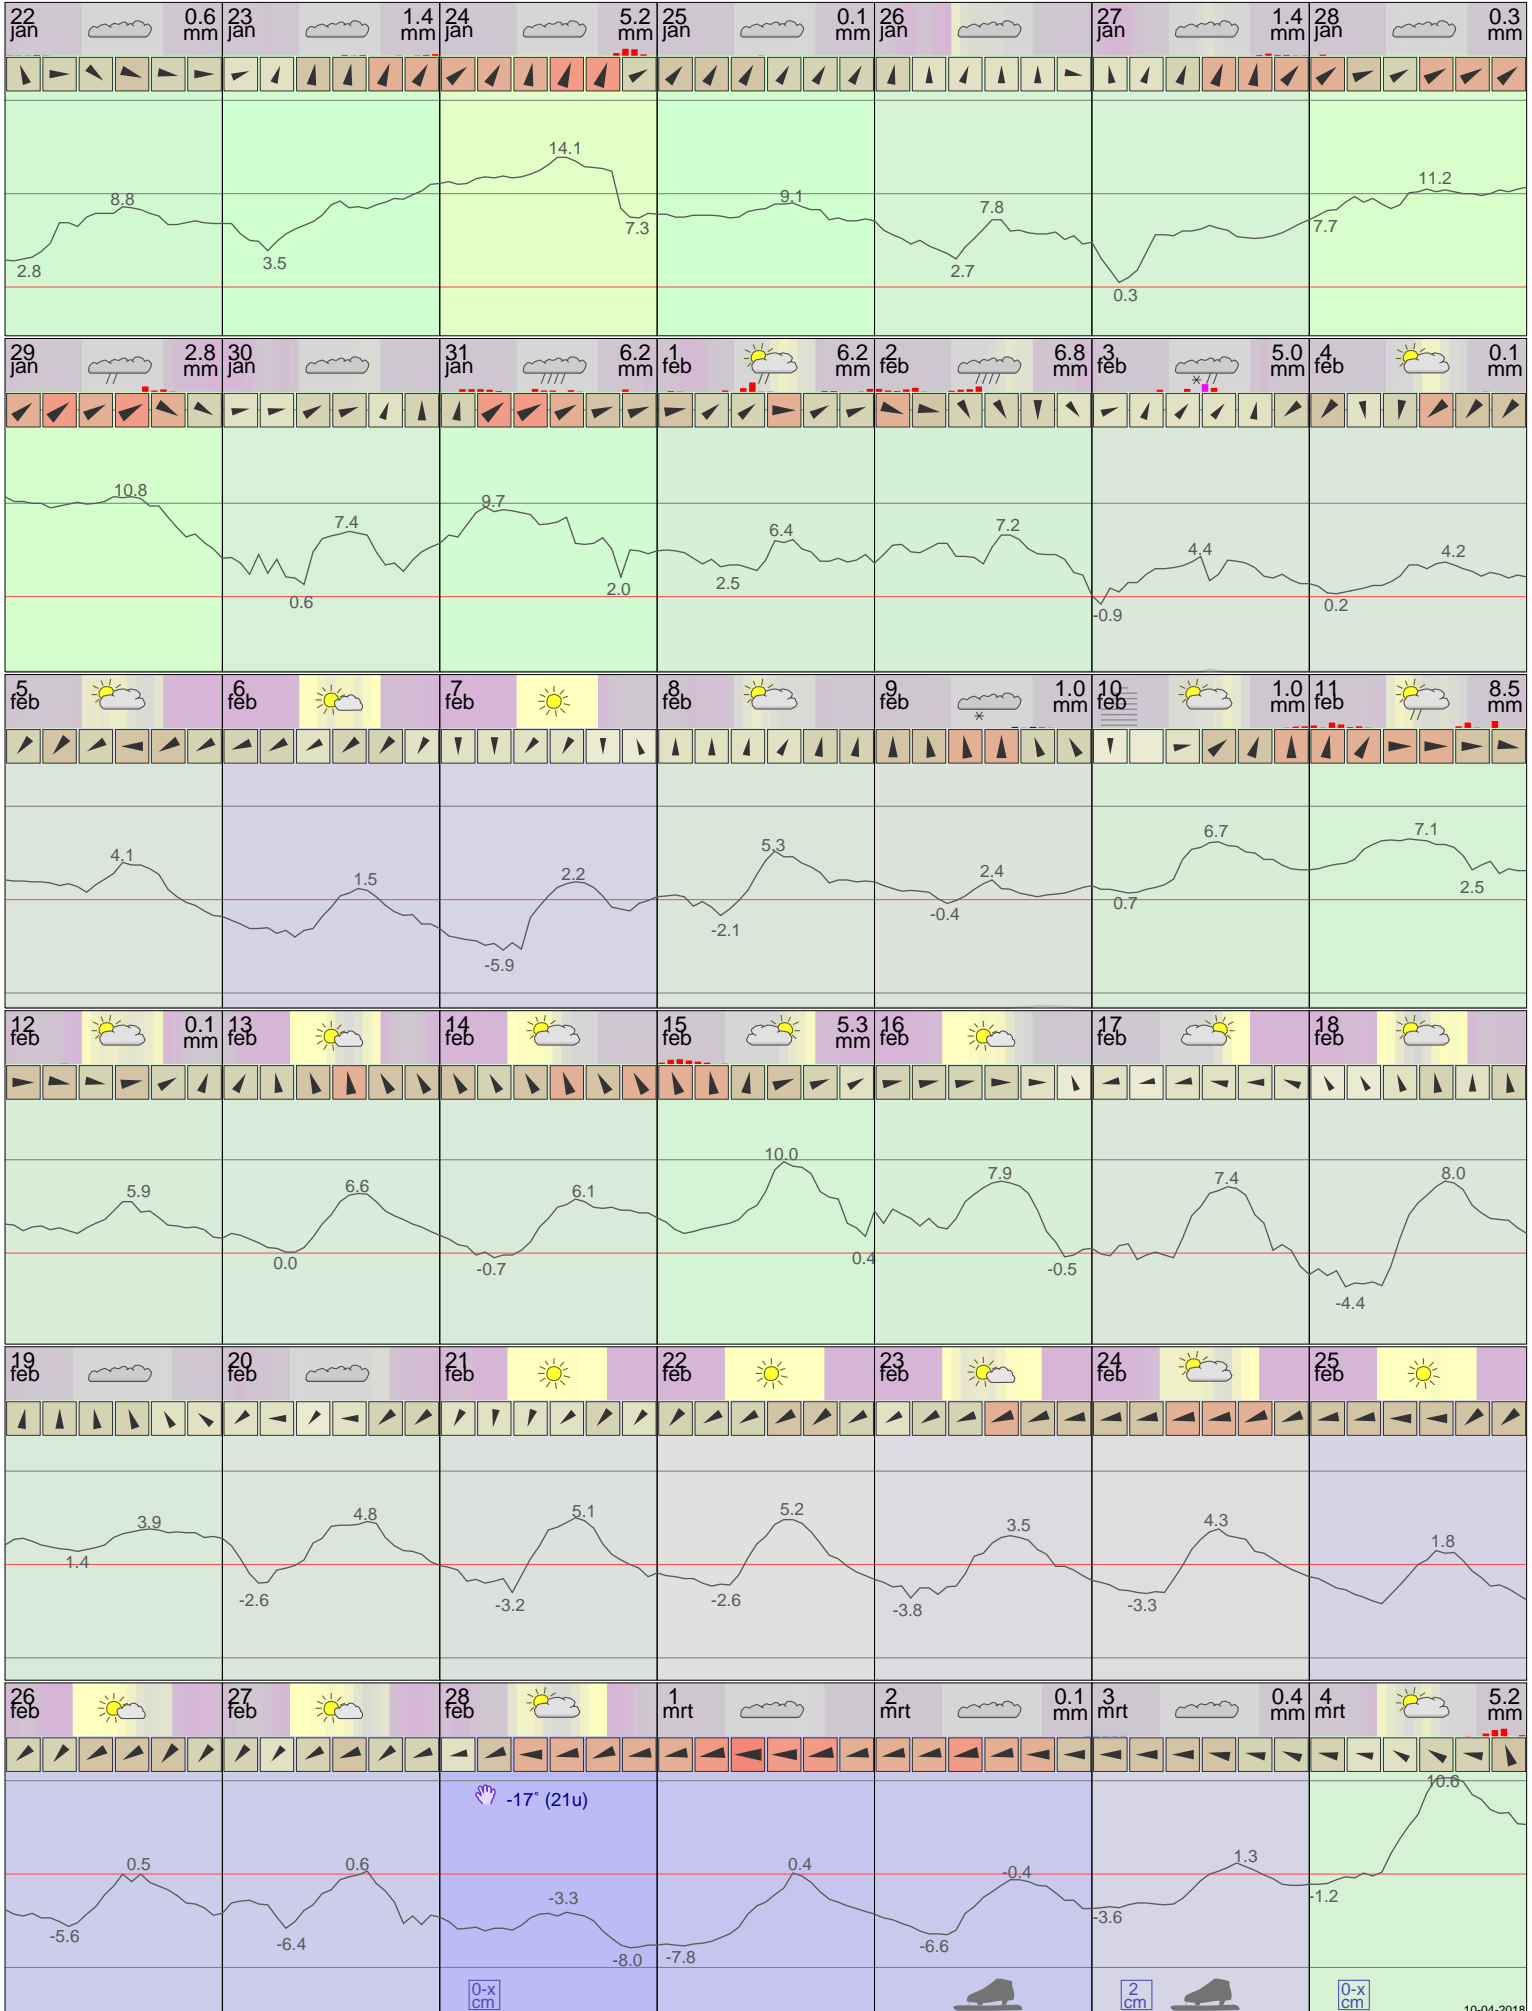 22 jan 0.6 mm
23 jan 1.4 mm
24 jan 5.2 mm
25 jan 0.1 mm
26 jan
27 jan 1.4 mm
28 jan 0.3 mm
8.8
2.8
3.5
14.1
7.3
9.1
7.8
2.7
0.3
7.7
11.2
29 jan 2.8 mm
30 jan
31 jan 6.2 mm
1 feb 6.2 mm
2 feb 6.8 mm
3 feb 5.0 mm
4 feb 0.1 mm
10.8
7.4
0.6
9.7
2.0
2.5
6.4
7.2
-0.9
4.4
0.2
4.2
5 feb
6 feb
7 feb
8 feb
9 feb 1.0 mm
10 feb 1.0 mm
11 feb 8.5 mm
4.1
1.5
-5.9
2.2
-2.1
5.3
-0.4
2.4
0.7
6.7
7.1
2.5
12 feb 0.1 mm
13 feb
14 feb
15 feb 5.3 mm
16 feb
17 feb
18 feb
5.9
0.0
6.6
-0.7
6.1
10.0
0.4
7.9
-0.5
7.4
-4.4
8.0
19 feb
20 feb
21 feb
22 feb
23 feb
24 feb
25 feb
1.4
3.9
-2.6
4.8
-3.2
5.1
-2.6
5.2
-3.8
3.5
-3.3
4.3
1.8
26 feb
27 feb
28 feb
1 mrt
2 mrt 0.1 mm
3 mrt 0.4 mm
4 mrt 5.2 mm
-17° (21u)
-5.6
0.5
-6.4
0.6
-3.3
-8.0
-7.8
0.4
-6.6
-0.4
-3.6
1.3
-1.2
10.6
0-x cm
2 cm
0-x cm
10-04-2018